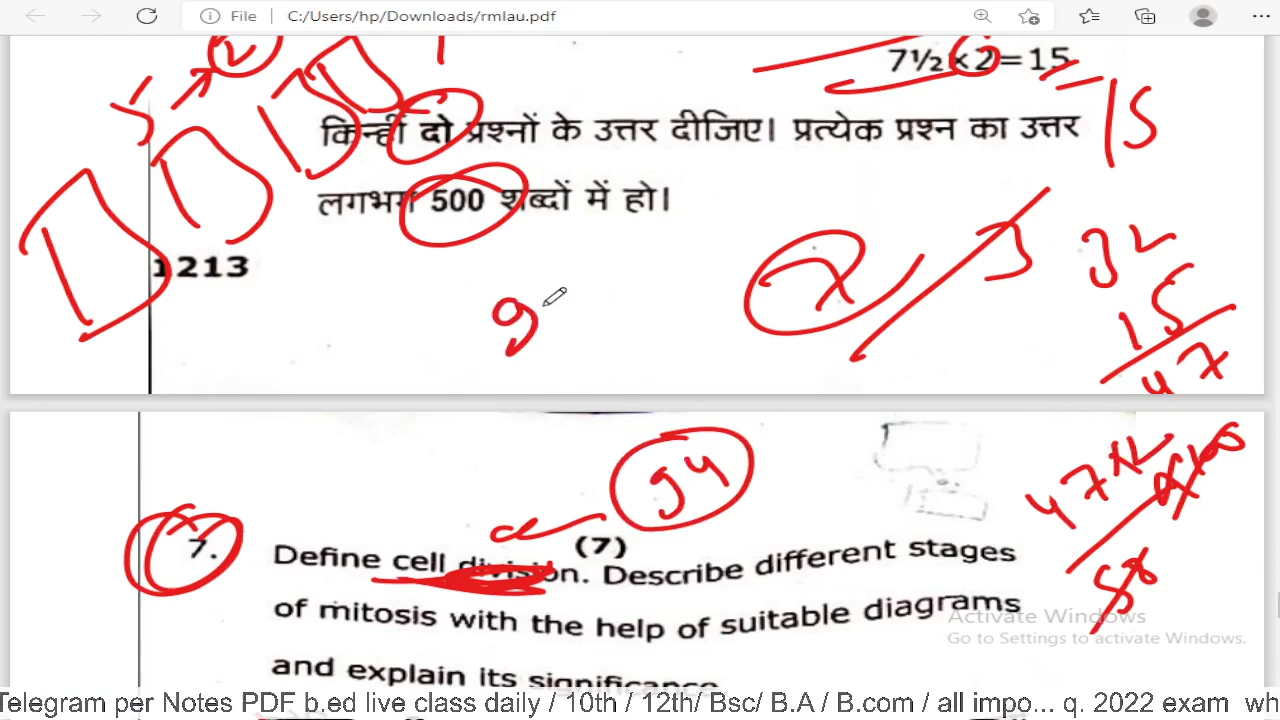 File | C:/Users/hp/Downloads/rmlau.pdf
7½×2=15
किन्हीं दो प्रश्नों के उत्तर दीजिए। प्रत्येक प्रश्न का उत्तर
लगभग 500 शब्दों में हो।
15
1213
32
15
47
9
94
(7)
7. Define cell division. Describe different stages
of mitosis with the help of suitable diagrams
and explain its significance
Activate Windows
Go to Settings to activate Windows.
Telegram per Notes PDF b.ed live class daily / 10th / 12th/ Bsc/ B.A / B.com / all impo... q. 2022 exam wh